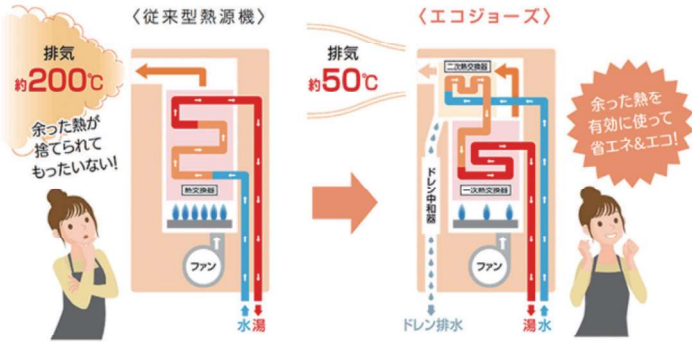 〈従来型熱源機〉
排気
約200℃
余った熱が
捨てられて
もったいない!
熱交換器
ファン
水 湯
〈エコジョーズ〉
排気
約50℃
二次熱交換器
ドレン中和器
一次熱交換器
ファン
ドレン排水
湯 水
余った熱を
有効に使って
省エネ&エコ!